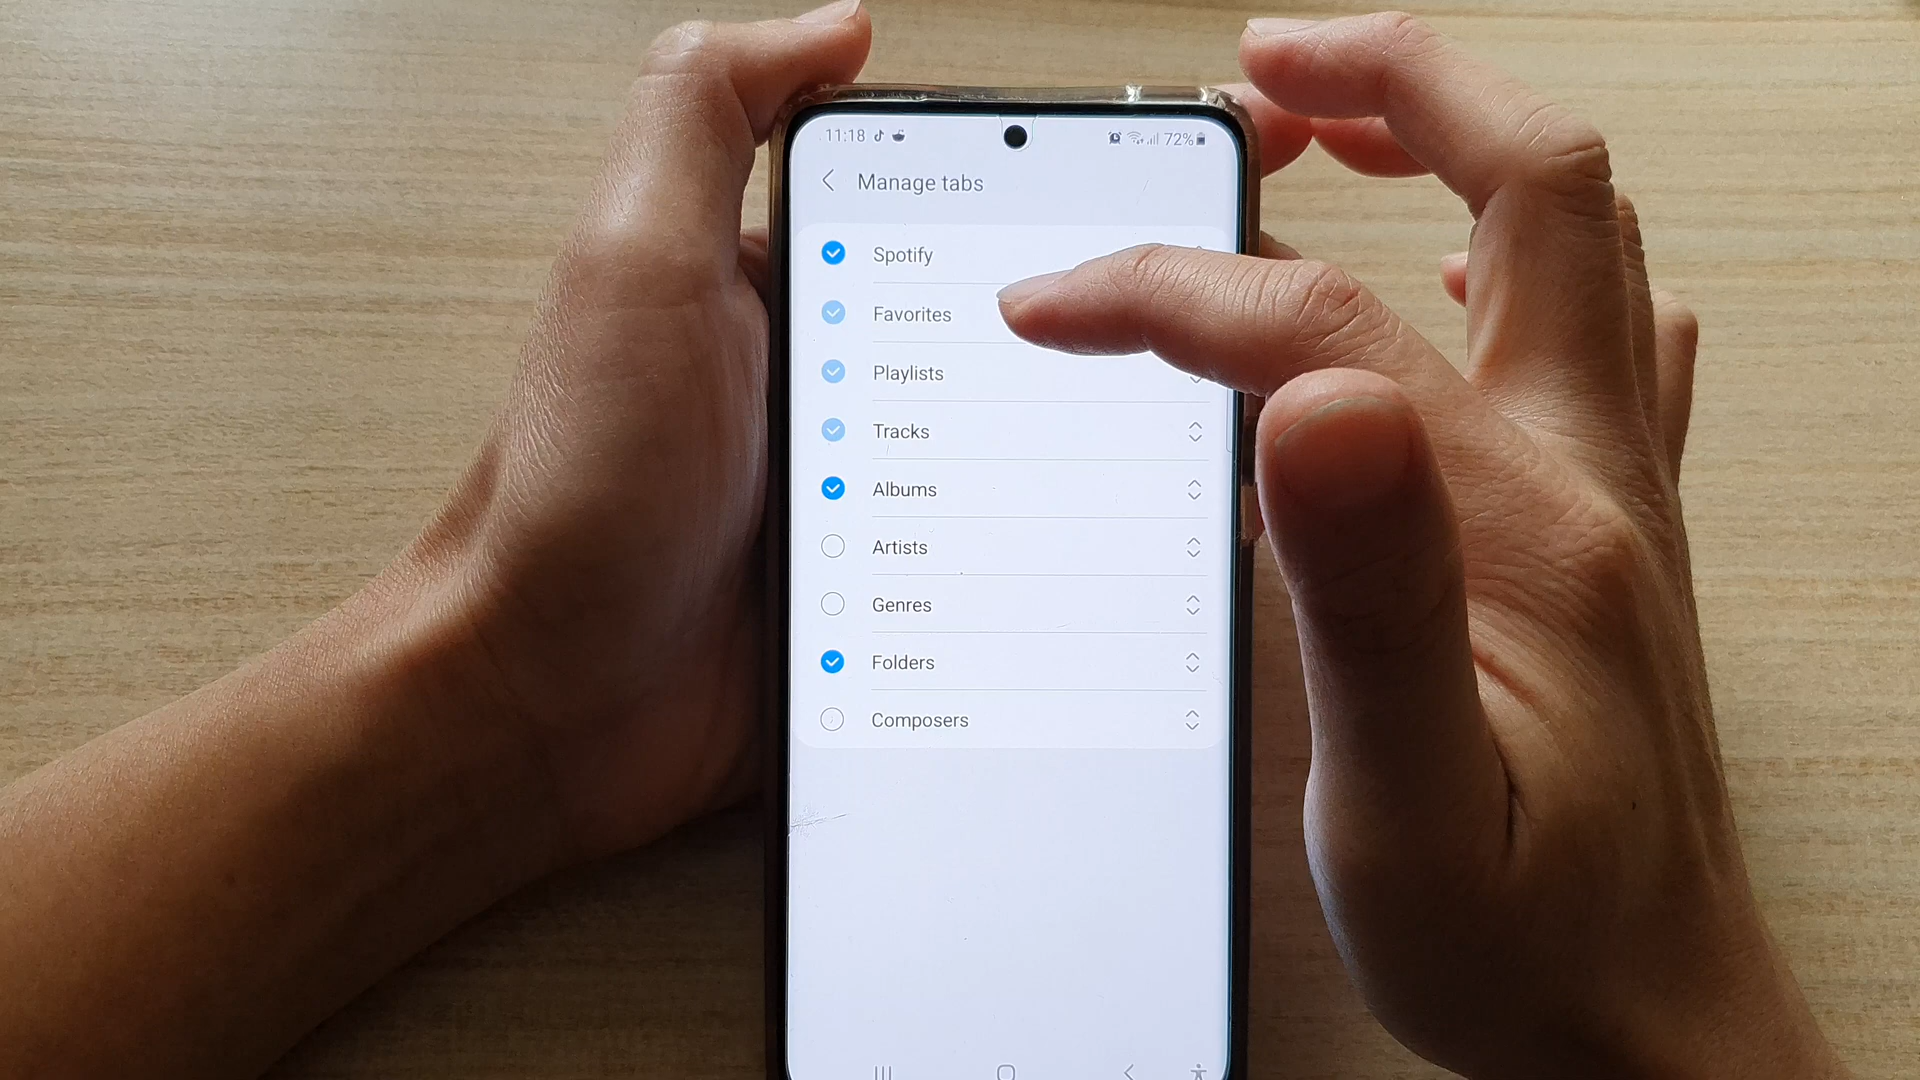 11:18 72%
Manage tabs
Spotify
Favorites
Playlists
Tracks
Albums
Artists
Genres
Folders
Composers